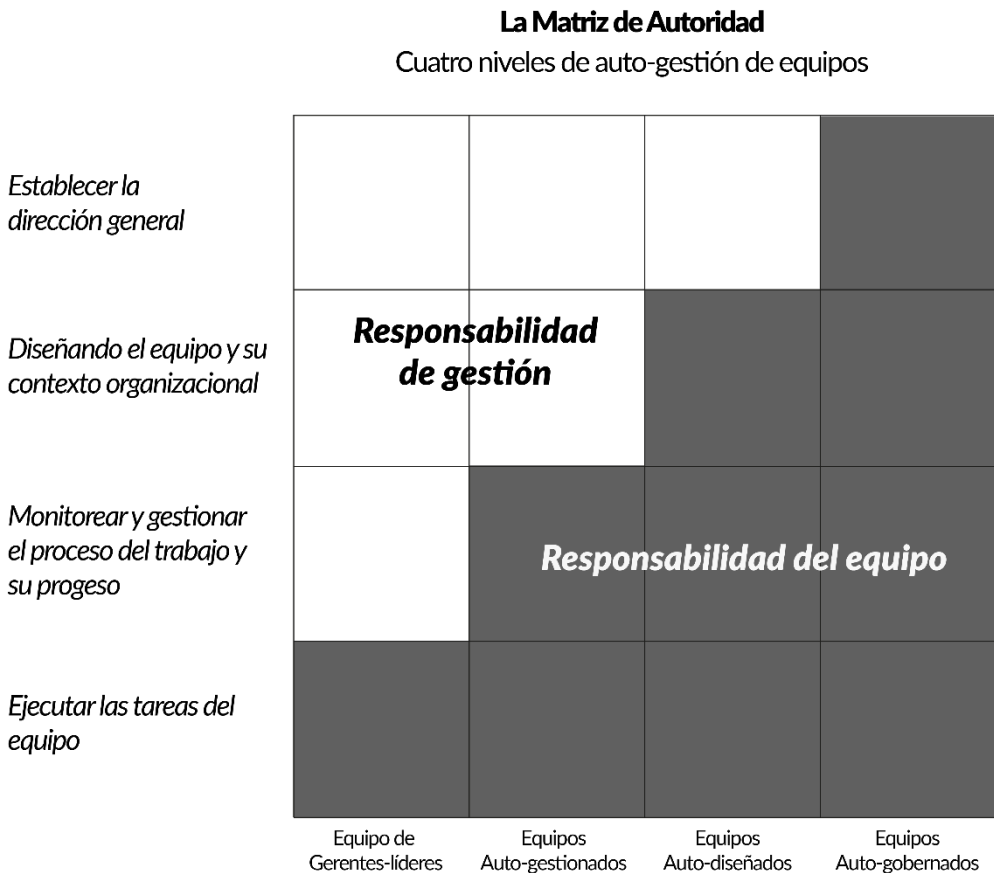 La Matriz de Autoridad
Cuatro niveles de auto-gestión de equipos
Establecer la
dirección general
Diseñando el equipo y su
contexto organizacional
Responsabilidad
de gestión
Monitorear y gestionar
el proceso del trabajo y
su progeso
Responsabilidad del equipo
Ejecutar las tareas del
equipo
Equipo de
Gerentes-líderes
Equipos
Auto-gestionados
Equipos
Auto-diseñados
Equipos
Auto-gobernados